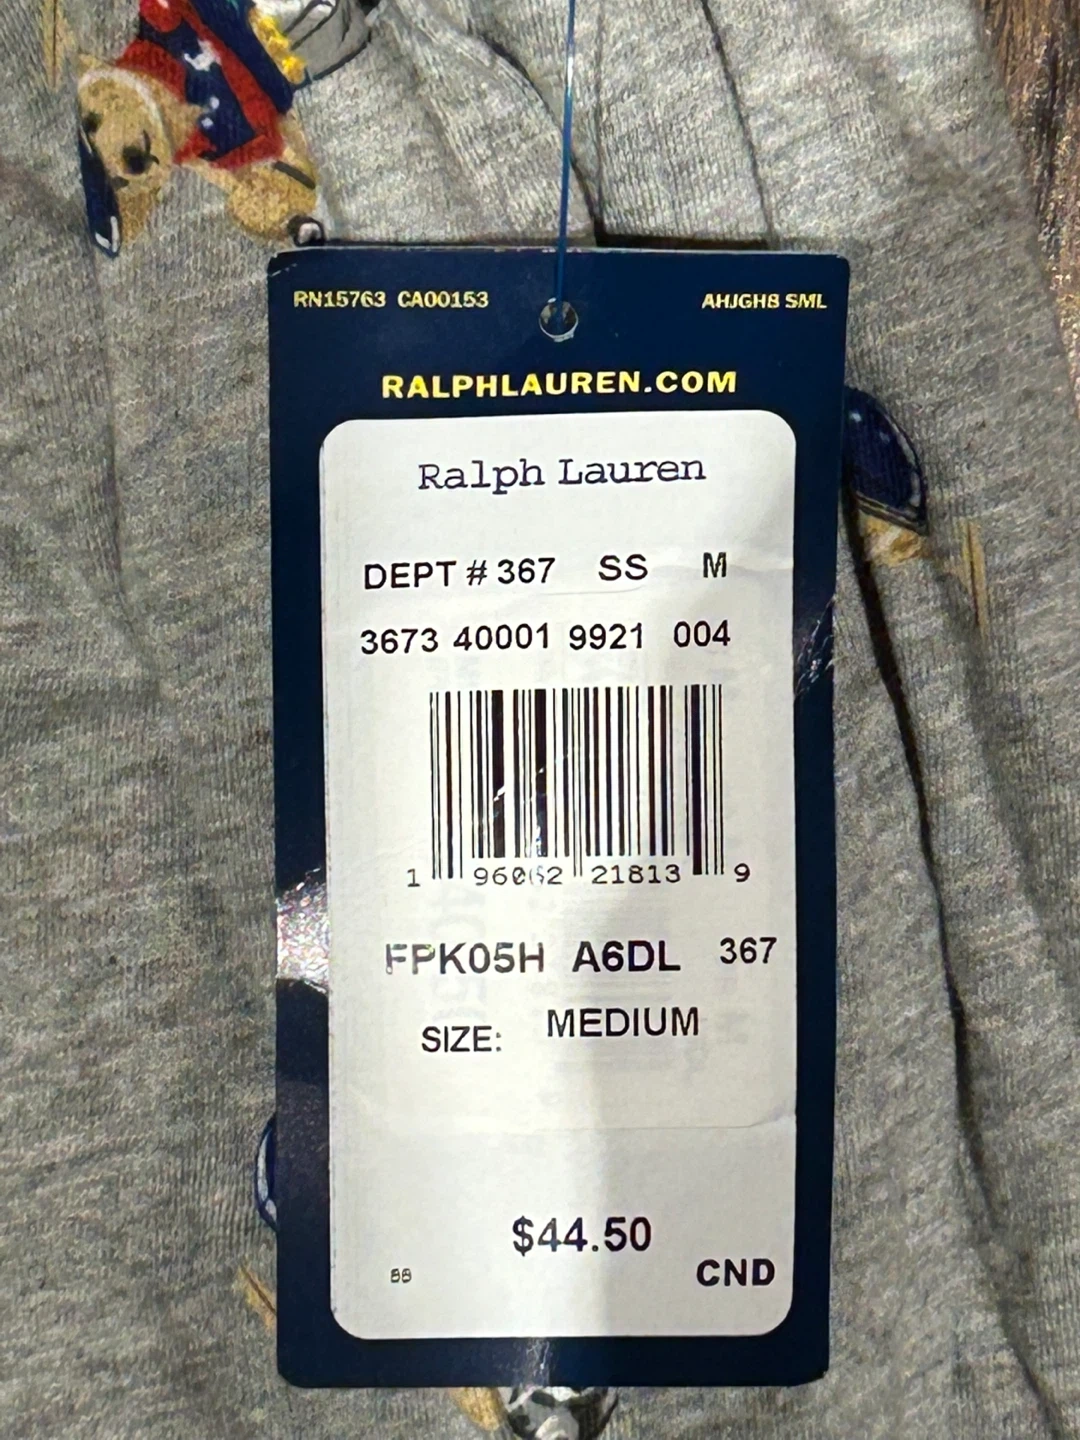 RN15763 CA00153 AHJGH8 SML
RALPHLAUREN.COM
Ralph Lauren
DEPT # 367 SS M
3673 40001 9921 004
1 96062 21813 9
FPK05H A6DL 367
SIZE: MEDIUM
$44.50
CND